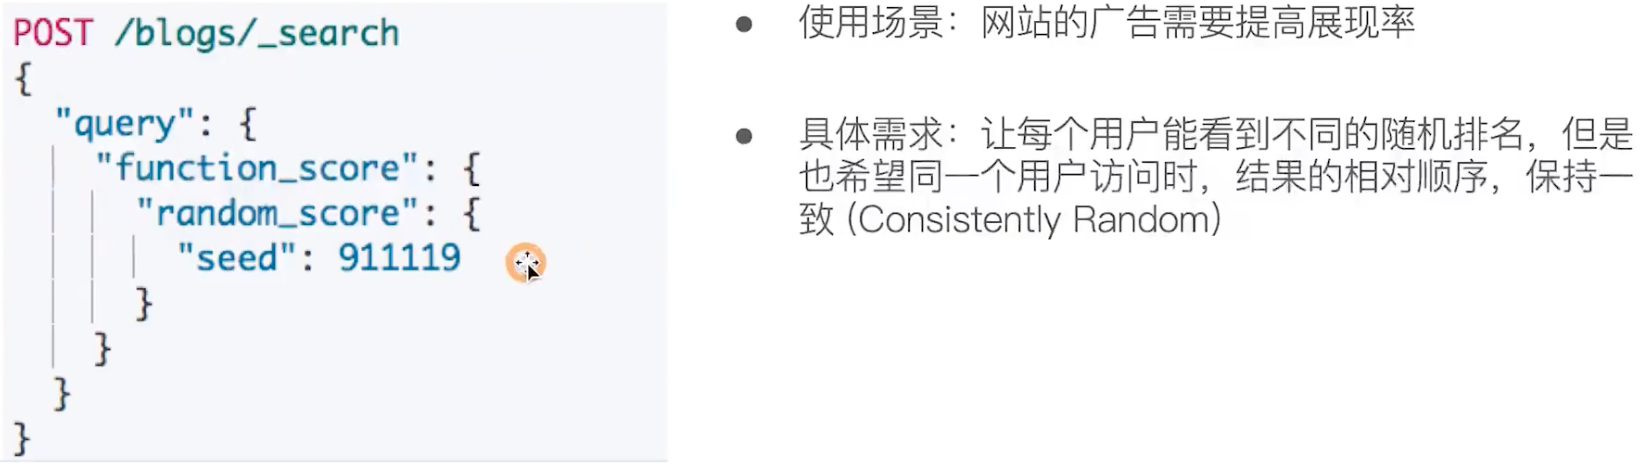 POST /blogs/_search
{
"query": {
"function_score": {
"random_score": {
"seed": 911119
}
}
}
}
● 使用场景：网站的广告需要提高展现率
● 具体需求：让每个用户能看到不同的随机排名，但是
也希望同一个用户访问时，结果的相对顺序，保持一
致 (Consistently Random)